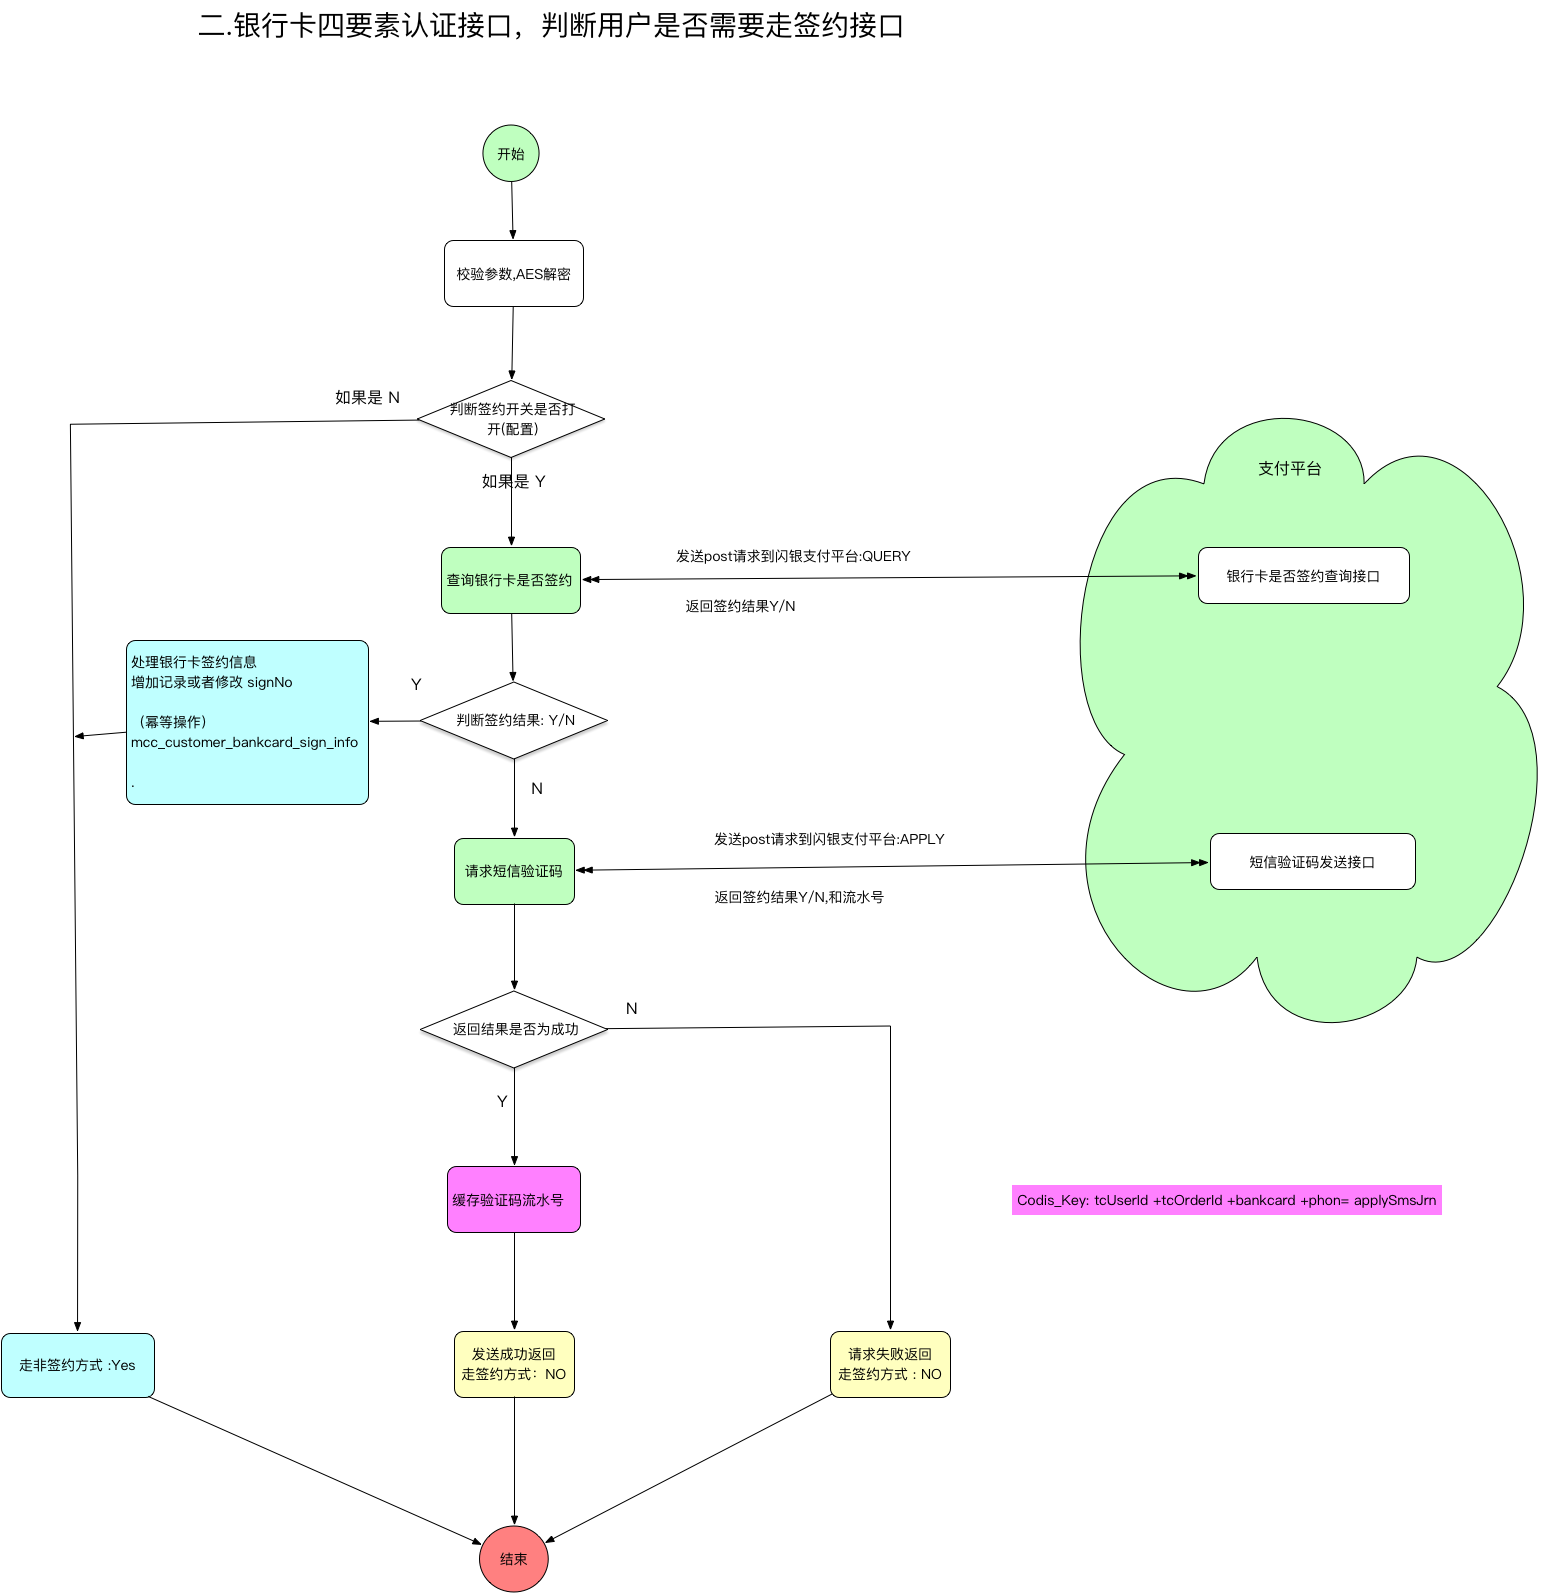 二.银行卡四要素认证接口，判断用户是否需要走签约接口
开始
校验参数,AES解密
如果是 N
判断签约开关是否打
开(配置)
如果是 Y
支付平台
查询银行卡是否签约
发送post请求到闪银支付平台:QUERY
返回签约结果Y/N
银行卡是否签约查询接口
处理银行卡签约信息
增加记录或者修改 signNo
（幂等操作）
mcc_customer_bankcard_sign_info
.
Y
判断签约结果: Y/N
N
请求短信验证码
发送post请求到闪银支付平台:APPLY
返回签约结果Y/N,和流水号
短信验证码发送接口
返回结果是否为成功
N
Y
缓存验证码流水号
Codis_Key: tcUserId +tcOrderId +bankcard +phon= applySmsJrn
走非签约方式 :Yes
发送成功返回
走签约方式：NO
请求失败返回
走签约方式 : NO
结束